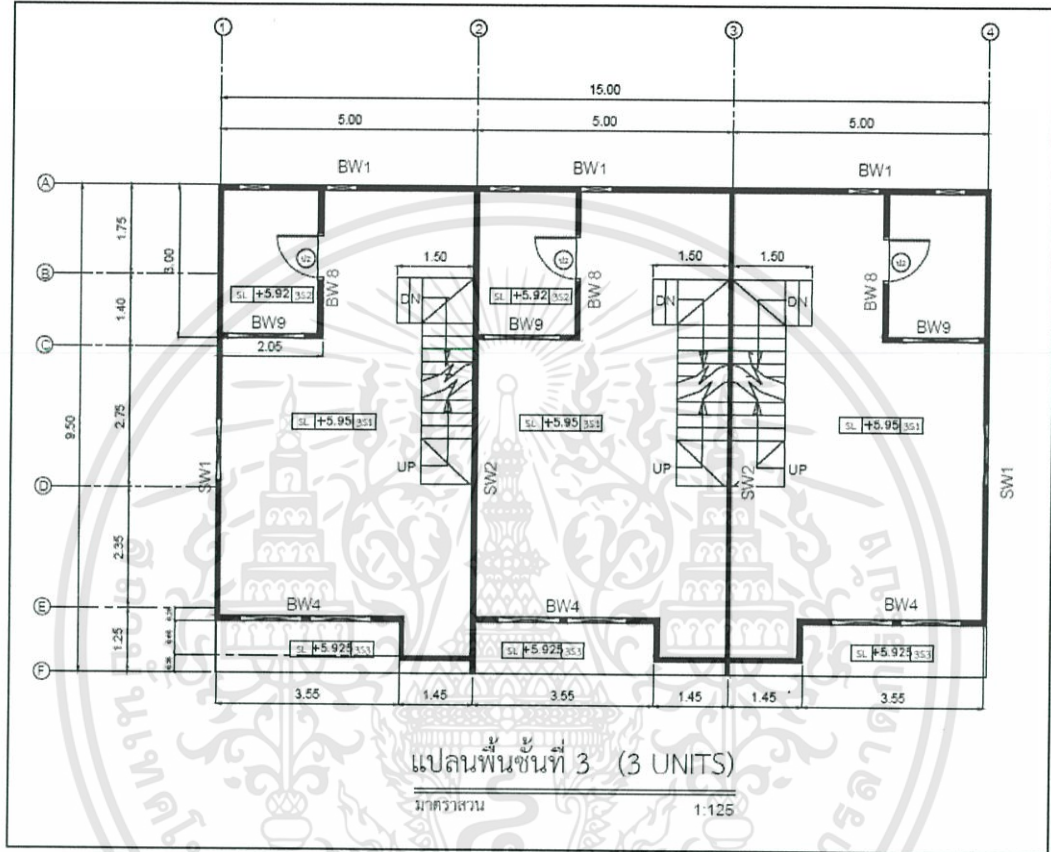 1 2 3 4
15.00
5.00 5.00 5.00
BW1 BW1 BW1
A
1.75
3.00
B
1.50 1.50 1.50
DN DN DN
SL +5.92 3S2
SL +5.92 3S2
BW8 BW8 BW8
1.40
BW9 BW9 BW9
C
2.05
9.50
2.75
SL +5.95 3S1
SL +5.95 3S1
SL +5.95 3S1
UP UP UP
SW1 SW2 SW2 SW1
D
2.35
E
BW4 BW4 BW4
1.25
SL +5.925 3S3
SL +5.925 3S3
SL +5.925 3S3
F
3.55 1.45 3.55 1.45 1.45 3.55
แปลนพื้นชั้นที่ 3 (3 UNITS)
มาตราส่วน 1:125